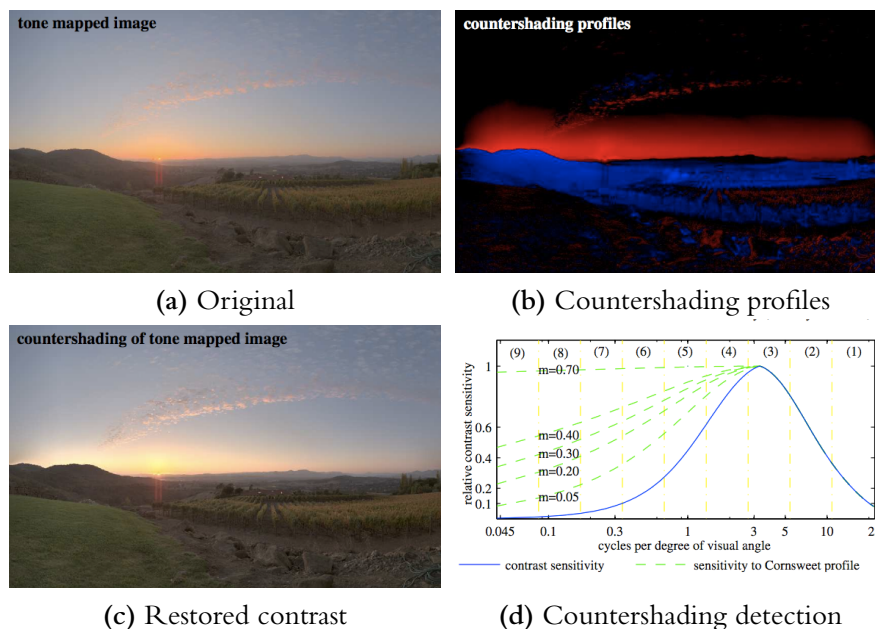 tone mapped image
countershading profiles
(a) Original
(b) Countershading profiles
countershading of tone mapped image
(9) (8) (7) (6) (5) (4) (3) (2) (1)
relative contrast sensitivity
1
0.6
0.4
0.2
0.1
m=0.70
m=0.40
m=0.30
m=0.20
m=0.05
0.045 0.1 0.3 1 3 5 10 2
cycles per degree of visual angle
contrast sensitivity
sensitivity to Cornsweet profile
(c) Restored contrast
(d) Countershading detection